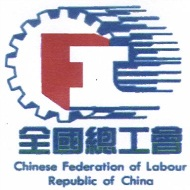 全國總工會
Chinese Federation of Labour
Republic of China